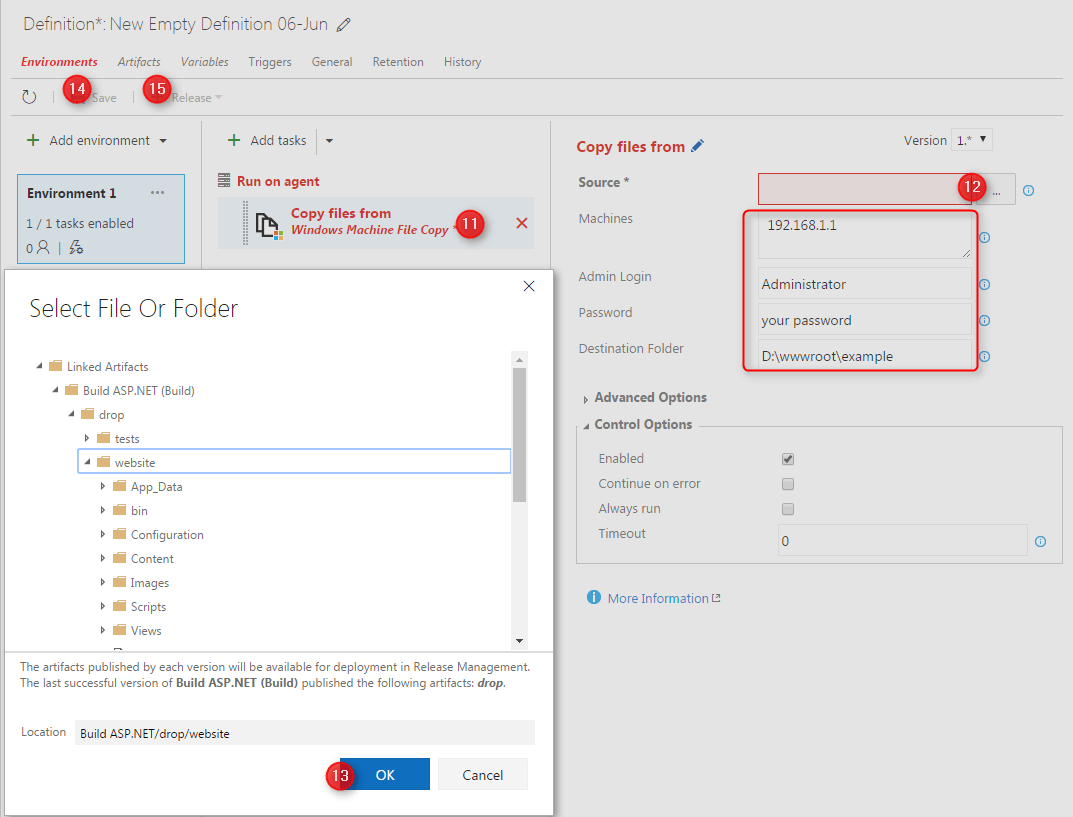 Definition*: New Empty Definition 06-Jun
Environments Artifacts Variables Triggers General Retention History
14 Save 15 Release
Add environment
Add tasks
Environment 1 ...
1 / 1 tasks enabled
0
Run on agent
Copy files from
Windows Machine File Copy * 11
Copy files from
Version 1.*
Source * 12 ...
Machines 192.168.1.1
Admin Login Administrator
Password your password
Destination Folder D:\wwwroot\example
Advanced Options
Control Options
Enabled
Continue on error
Always run
Timeout 0
More Information
Select File Or Folder
Linked Artifacts
Build ASP.NET (Build)
drop
tests
website
App_Data
bin
Configuration
Content
Images
Scripts
Views
The artifacts published by each version will be available for deployment in Release Management.
The last successful version of Build ASP.NET (Build) published the following artifacts: drop.
Location Build ASP.NET/drop/website
13 OK Cancel